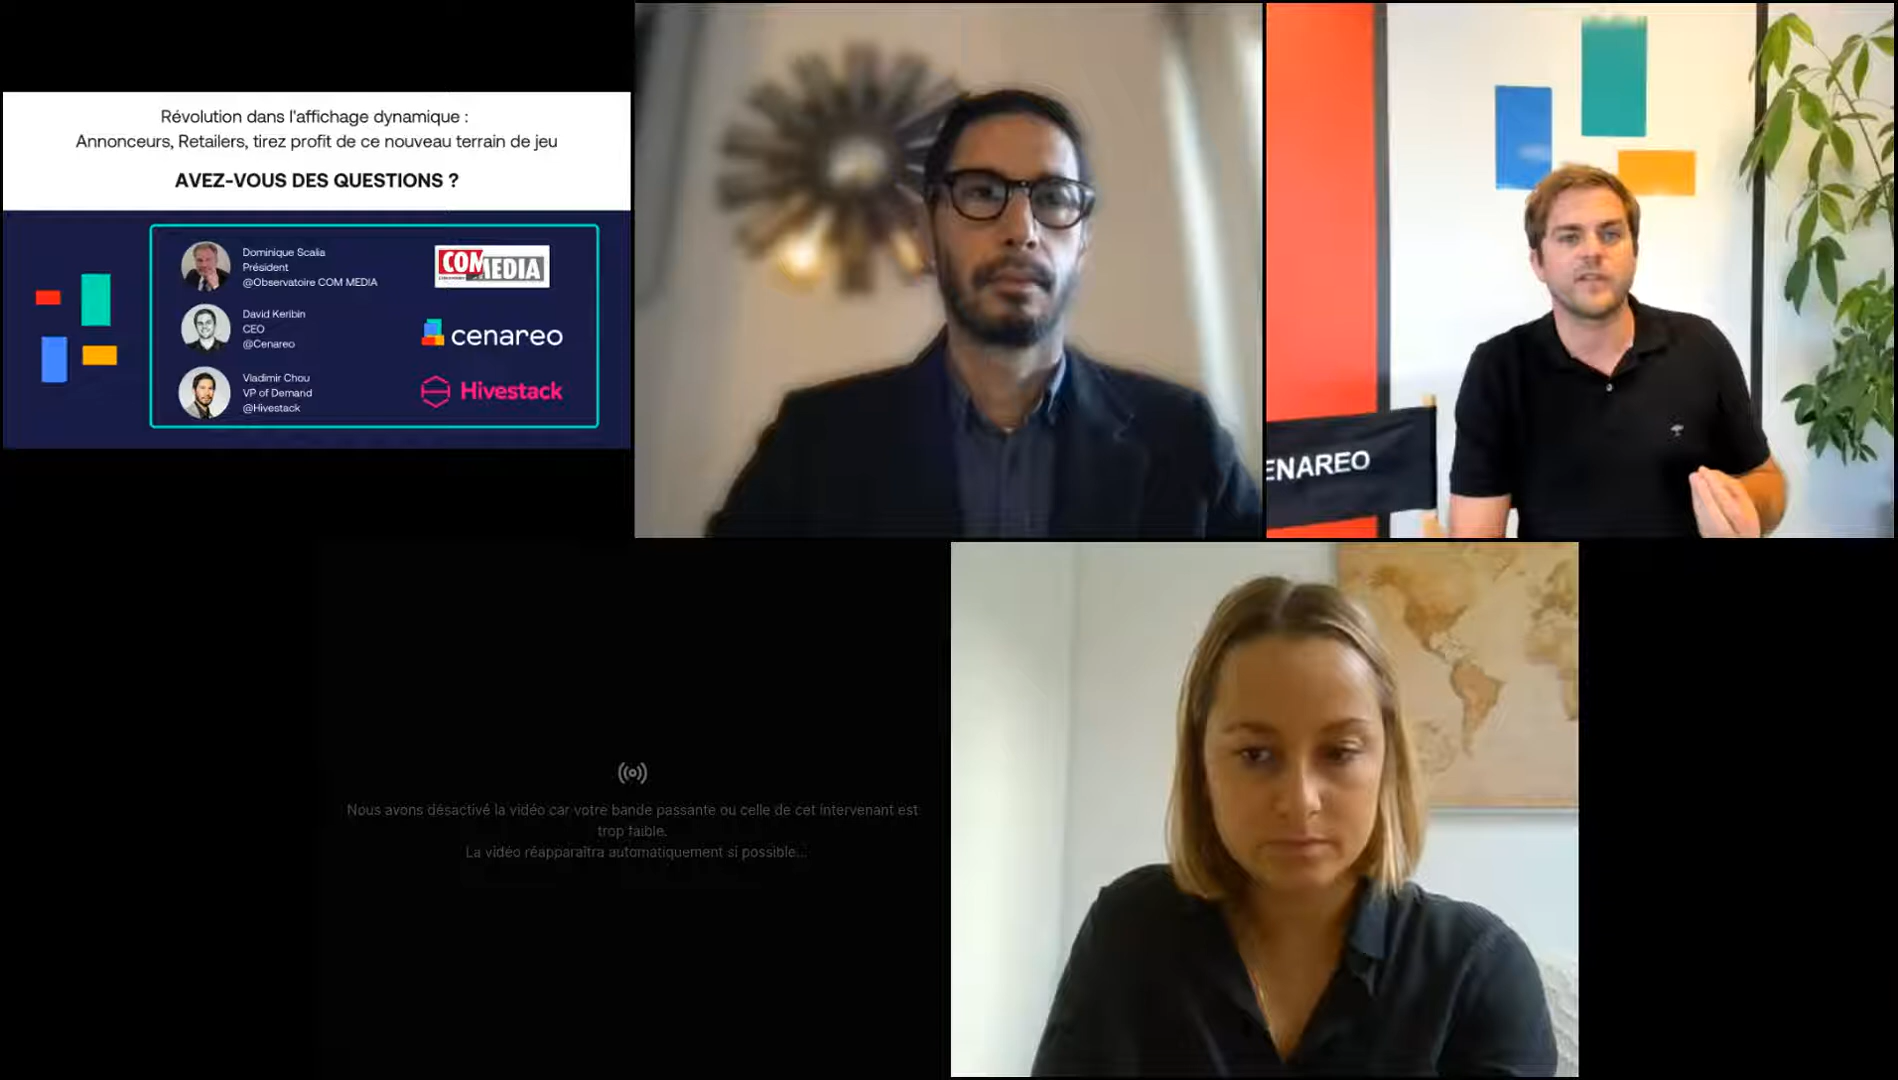 Révolution dans l'affichage dynamique :
Annonceurs, Retailers, tirez profit de ce nouveau terrain de jeu
AVEZ-VOUS DES QUESTIONS ?
Dominique Scalia
Président
@Observatoire COM MEDIA
COMMEDIA
David Keribin
CEO
@Cenareo
cenareo
Vladimir Chou
VP of Demand
@Hivestack
Hivestack
ENAREO
Nous avons désactivé la vidéo car votre bande passante ou celle de cet intervenant est
trop faible.
La vidéo réapparaîtra automatiquement si possible...